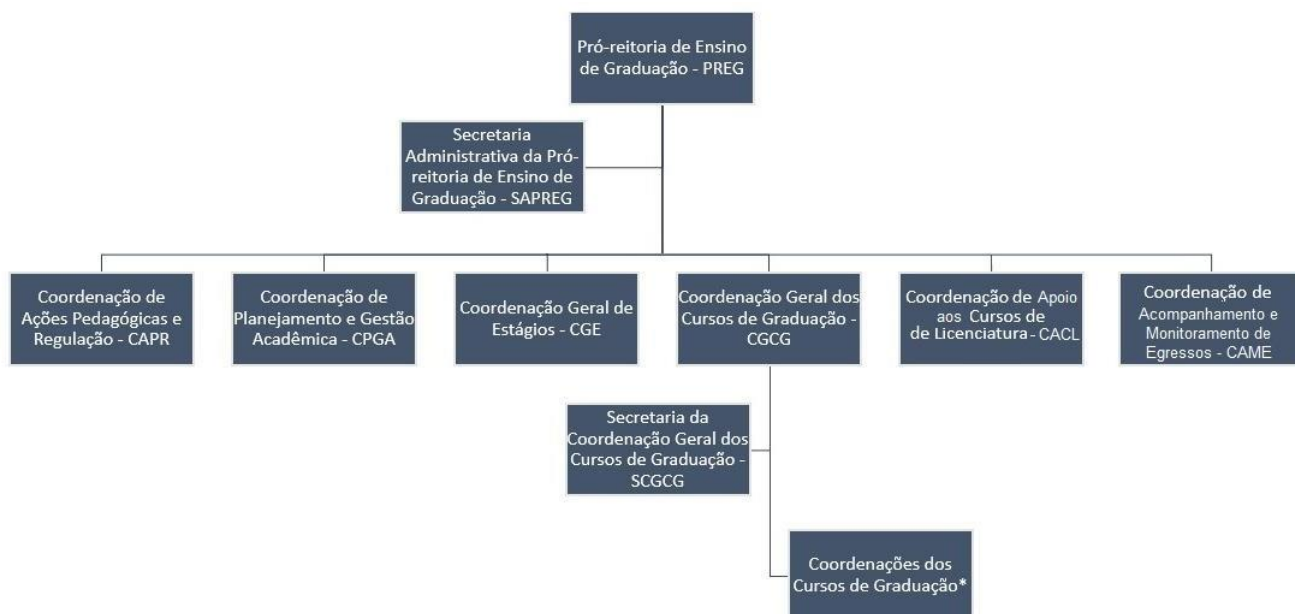 Pró-reitoria de Ensino
de Graduação - PREG
Secretaria
Administrativa da Pró-
reitoria de Ensino de
Graduação - SAPREG
Coordenação de
Ações Pedagógicas e
Regulação - CAPR
Coordenação de
Planejamento e Gestão
Acadêmica - CPGA
Coordenação Geral de
Estágios - CGE
Coordenação Geral dos
Cursos de Graduação -
CGCG
Coordenação de Apoio
aos Cursos de
de Licenciatura - CACL
Coordenação de
Acompanhamento e
Monitoramento de
Egressos - CAME
Secretaria da
Coordenação Geral dos
Cursos de Graduação -
SCGCG
Coordenações dos
Cursos de Graduação*